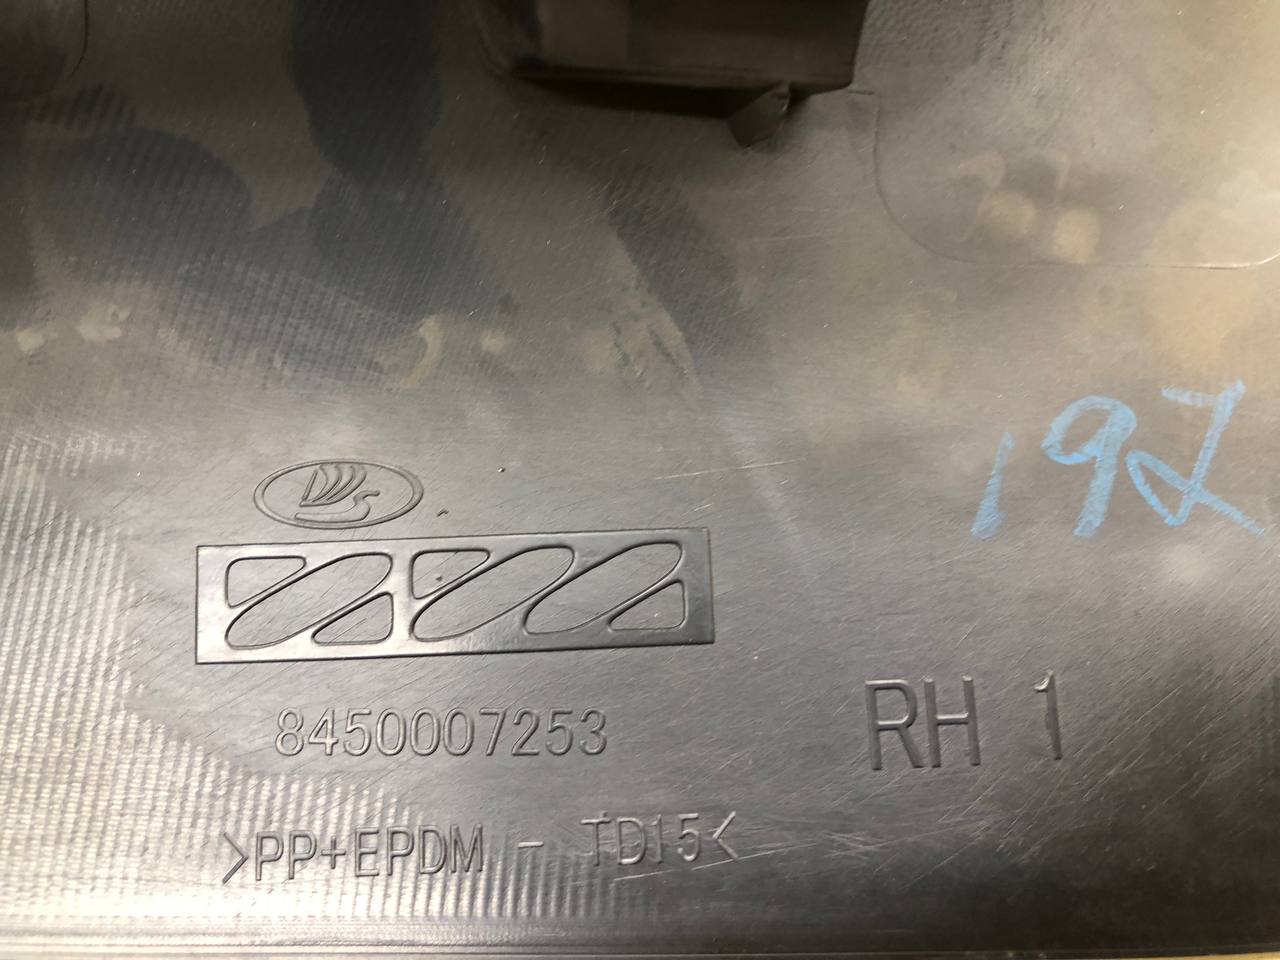 192
8450007253
RH 1
>PP+EPDM - TD15<